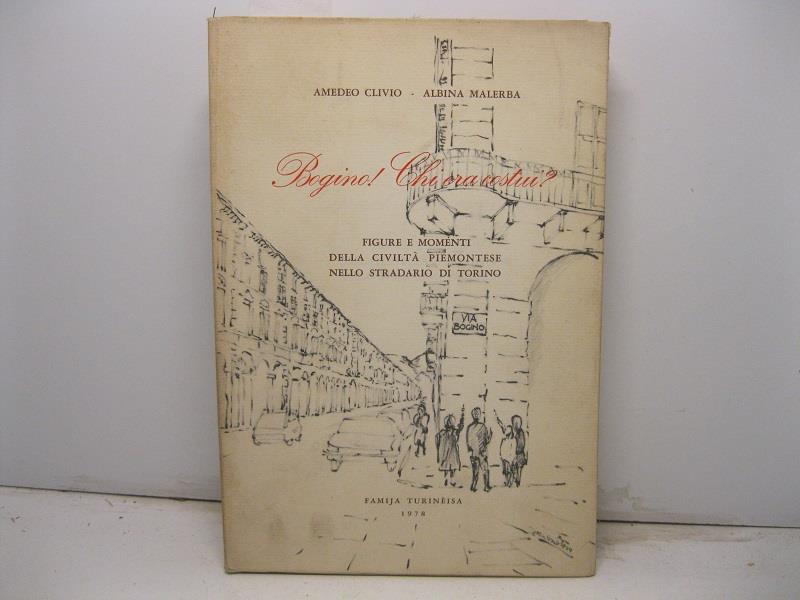 AMEDEO CLIVIO - ALBINA MALERBA
Bogino! Chi era costui?
FIGURE E MOMENTI
DELLA CIVILTÀ PIEMONTESE
NELLO STRADARIO DI TORINO
VIA
BOGINO
FAMIJA TURINÈISA
1978